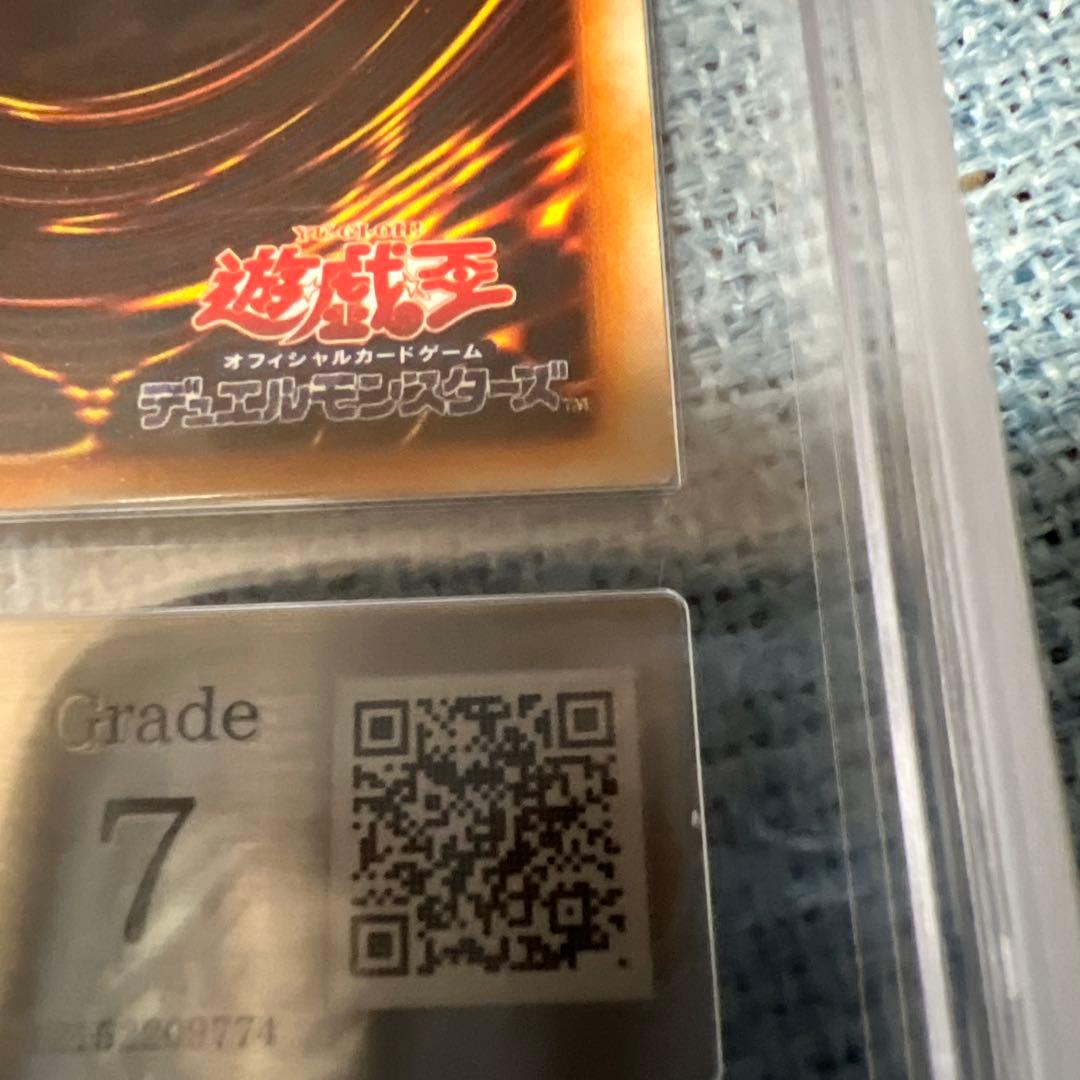 YU-GI-OH!
遊戯王
オフィシャルカードゲーム
デュエルモンスターズ™
Grade
7